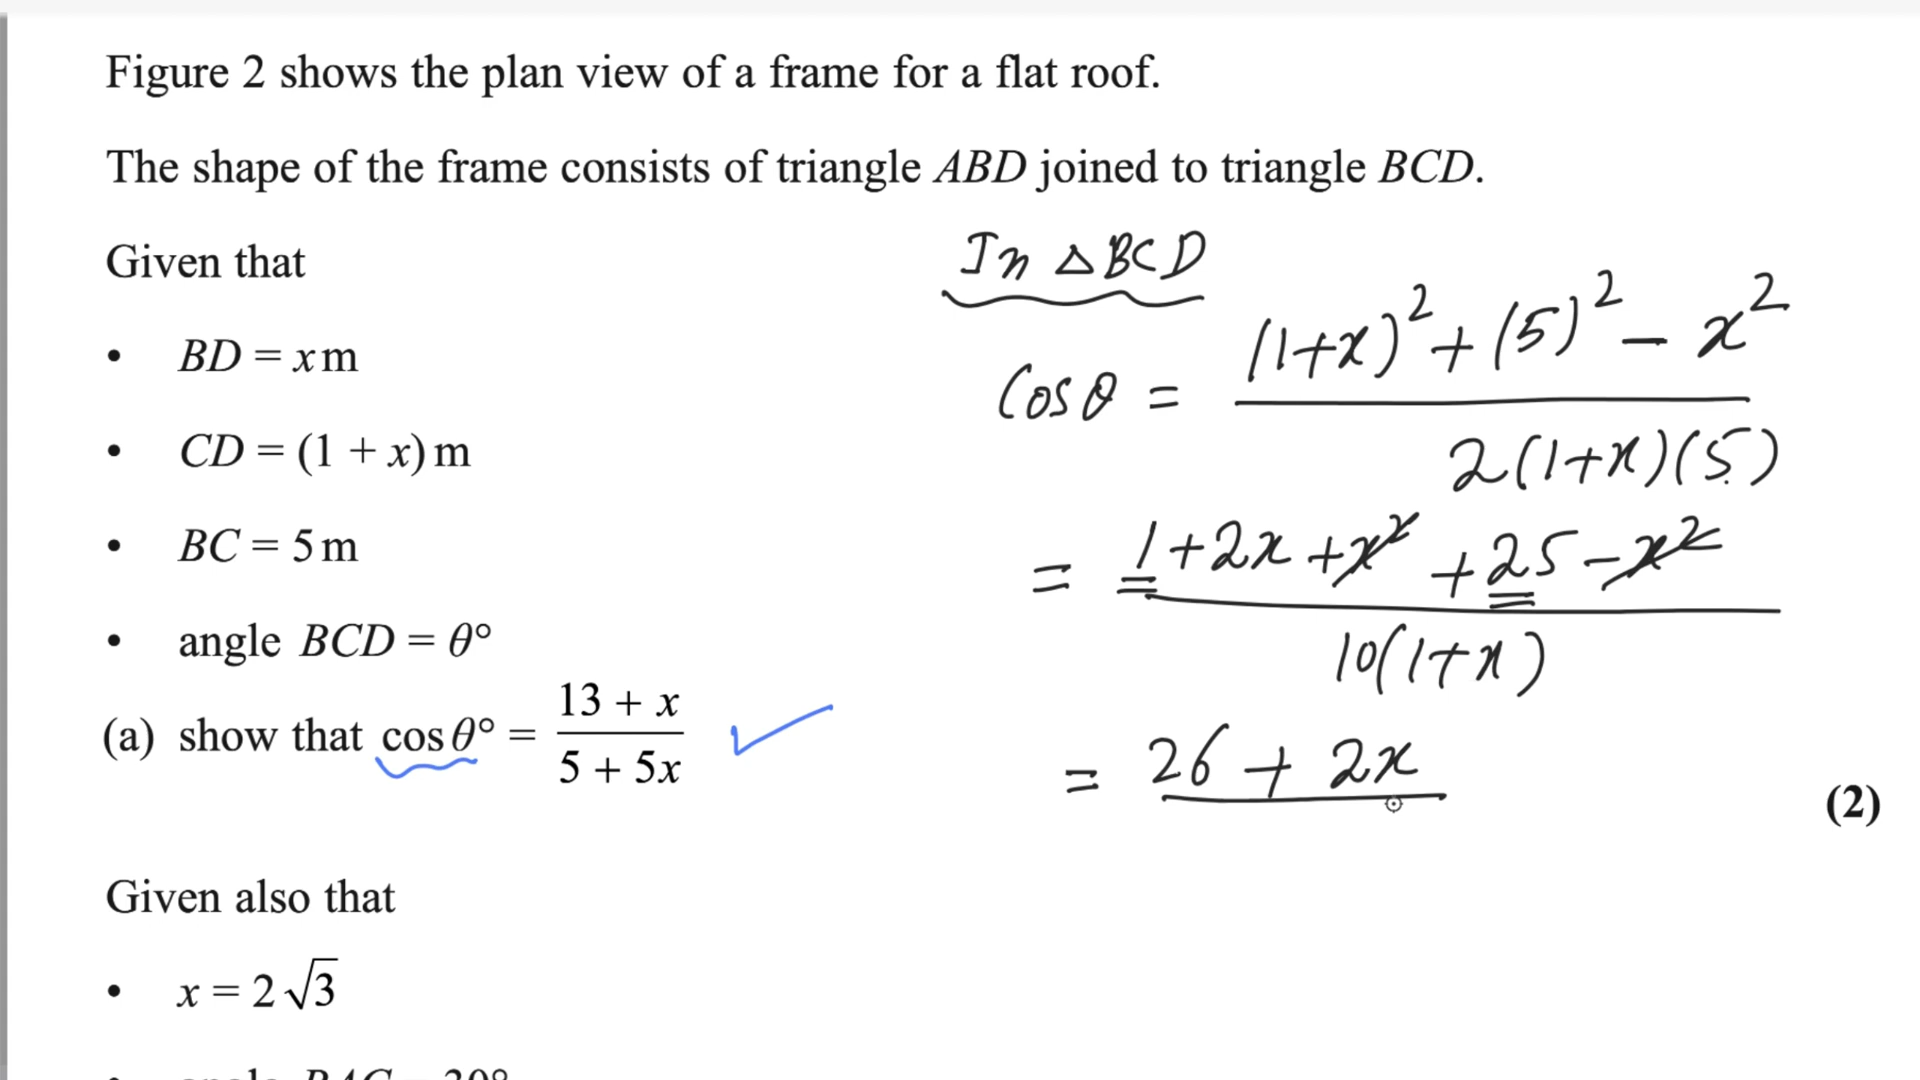 Figure 2 shows the plan view of a frame for a flat roof.
The shape of the frame consists of triangle ABD joined to triangle BCD.
Given that
• BD = x m
• CD = (1 + x) m
• BC = 5 m
• angle BCD = θ°
(a) show that cos θ° = (13 + x)/(5 + 5x)
(2)
Given also that
• x = 2√3
In △BCD
Cosθ = ((1+x)² + (5)² − x²)/(2(1+x)(5))
= (1+2x+x² +25−x²)/(10(1+x))
= 26 + 2x